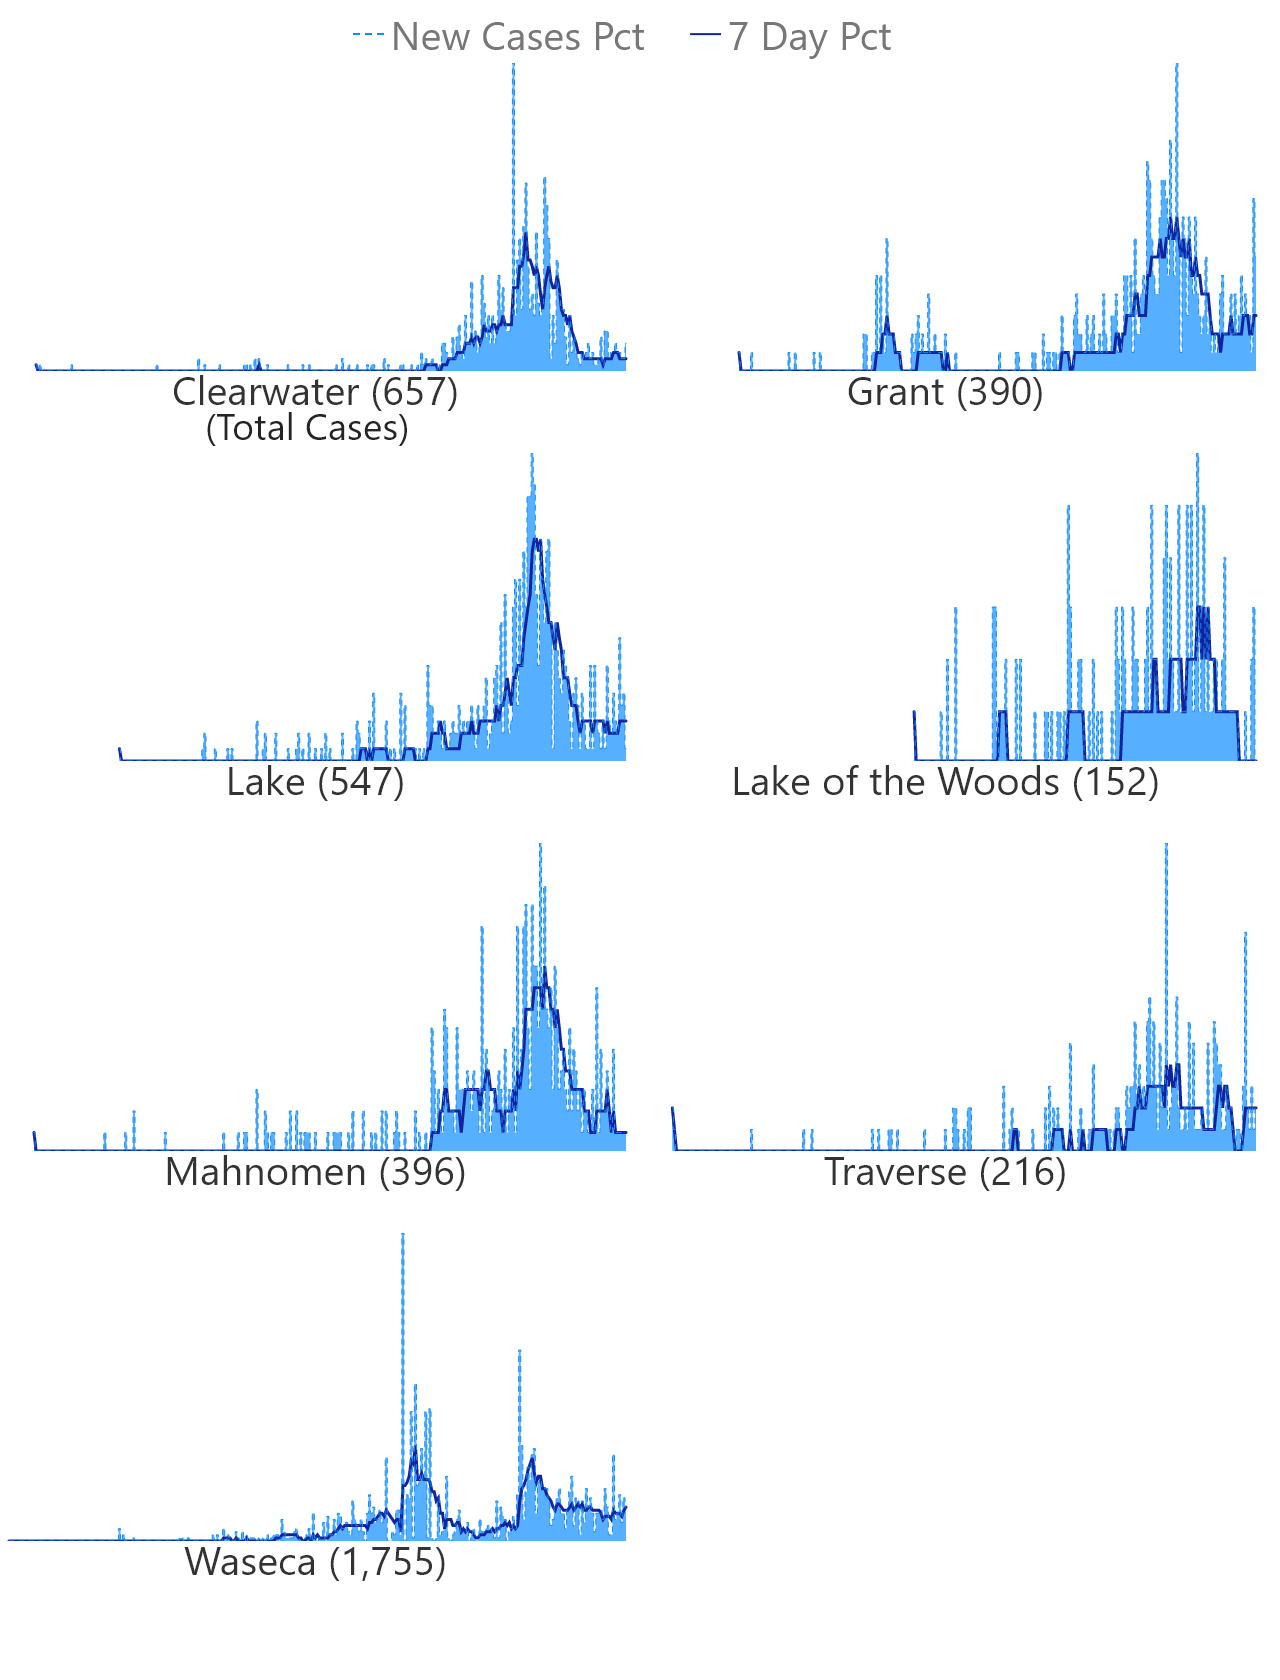 New Cases Pct 7 Day Pct
Clearwater (657)
(Total Cases)
Grant (390)
Lake (547)
Lake of the Woods (152)
Mahnomen (396)
Traverse (216)
Waseca (1,755)